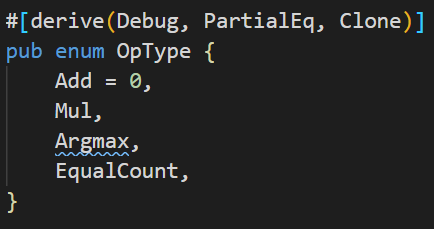 #[derive(Debug, PartialEq, Clone)]
pub enum OpType {
    Add = 0,
    Mul,
    Argmax,
    EqualCount,
}